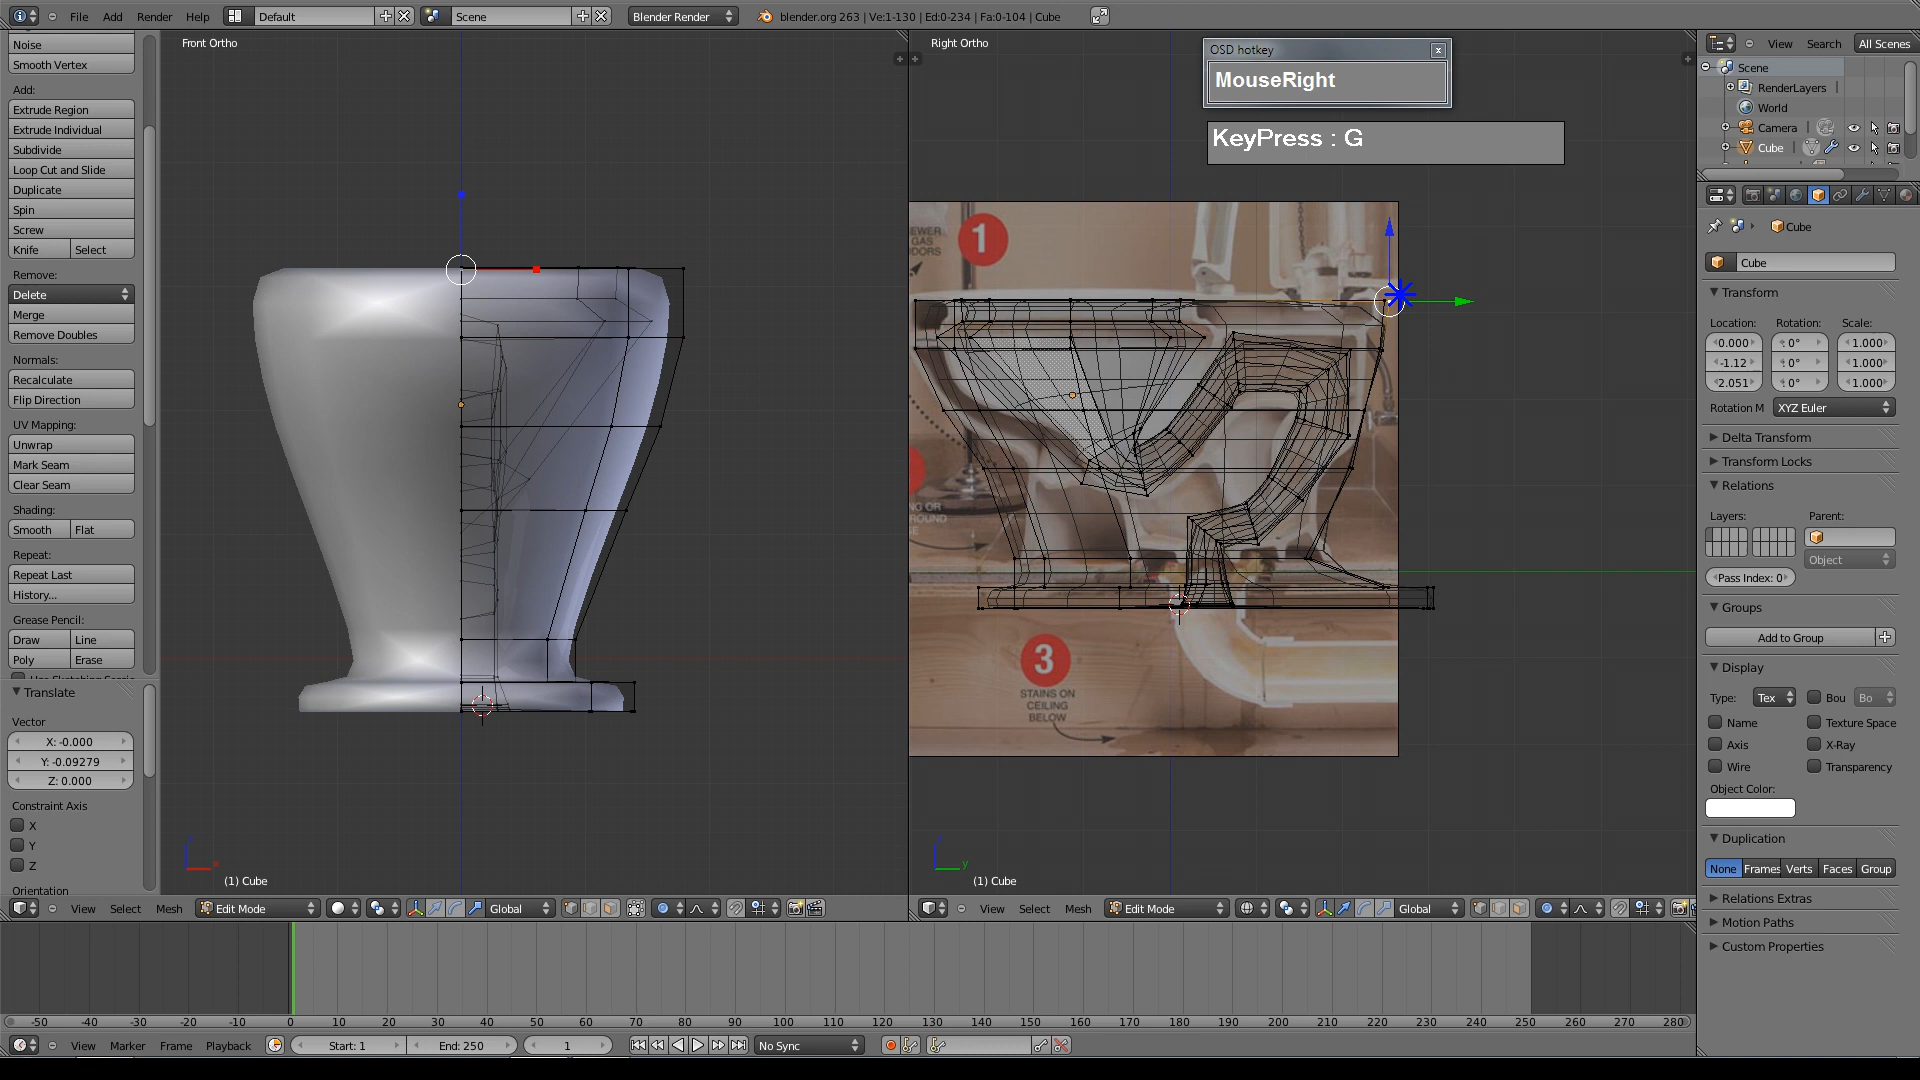 File Add Render Help
Default
Scene
Blender Render
blender.org 263 | Ve:1-130 | Ed:0-234 | Fa:0-104 | Cube
Noise
Smooth Vertex
Add:
Extrude Region
Extrude Individual
Subdivide
Loop Cut and Slide
Duplicate
Spin
Screw
Knife Select
Remove:
Delete
Merge
Remove Doubles
Normals:
Recalculate
Flip Direction
UV Mapping:
Unwrap
Mark Seam
Clear Seam
Shading:
Smooth Flat
Repeat:
Repeat Last
History...
Grease Pencil:
Draw Line
Poly Erase
Translate
Vector
X: -0.000
Y: -0.09279
Z: 0.000
Constraint Axis
X
Y
Z
Orientation
Front Ortho
(1) Cube
View Select Mesh Edit Mode Global
Right Ortho
OSD hotkey
MouseRight
KeyPress : G
1
GAS
3
STAINS ON
CEILING
BELOW
(1) Cube
View Select Mesh Edit Mode Global
View Search All Scenes
Scene
RenderLayers
World
Camera
Cube
Cube
Cube
Transform
Location: Rotation: Scale:
0.000 0° 1.000
-1.12 0° 1.000
2.051 0° 1.000
Rotation M XYZ Euler
Delta Transform
Transform Locks
Relations
Layers: Parent:
Object
Pass Index: 0
Groups
Add to Group
Display
Type: Tex Bou Bo
Name Texture Space
Axis X-Ray
Wire Transparency
Object Color:
Duplication
None Frames Verts Faces Group
Relations Extras
Motion Paths
Custom Properties
-50 -40 -30 -20 -10 0 10 20 30 40 50 60 70 80 90 100 110 120 130 140 150 160 170 180 190 200 210 220 230 240 250 260 270 280
View Marker Frame Playback Start: 1 End: 250 1 No Sync